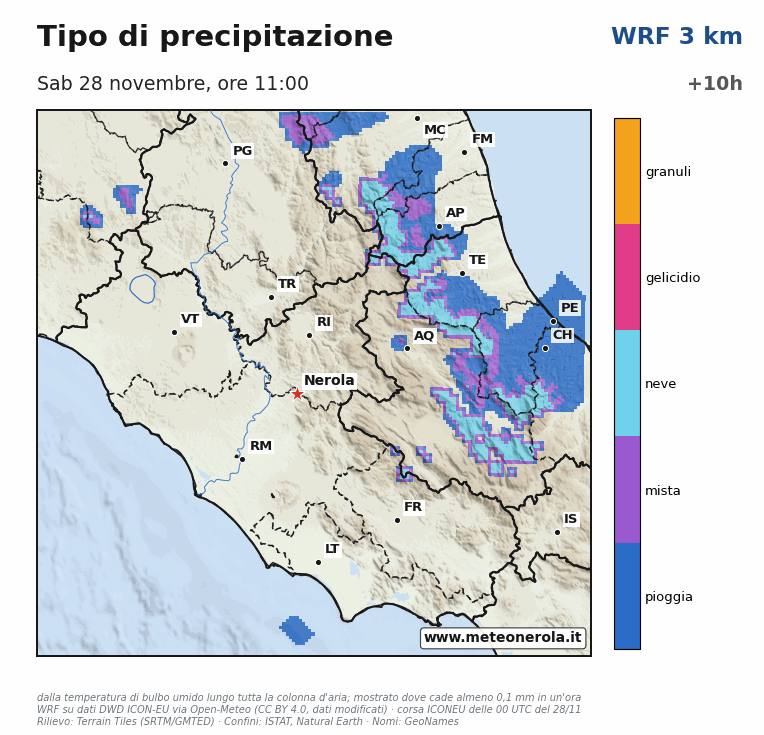 Tipo di precipitazione
WRF 3 km
Sab 28 novembre, ore 11:00
+10h
MC
FM
PG
AP
TE
TR
PE
VT
RI
AQ
CH
Nerola
RM
FR
IS
LT
www.meteonerola.it
granuli
gelicidio
neve
mista
pioggia
dalla temperatura di bulbo umido lungo tutta la colonna d'aria; mostrato dove cade almeno 0,1 mm in un'ora
WRF su dati DWD ICON-EU via Open-Meteo (CC BY 4.0, dati modificati) · corsa ICONEU delle 00 UTC del 28/11
Rilievo: Terrain Tiles (SRTM/GMTED) · Confini: ISTAT, Natural Earth · Nomi: GeoNames